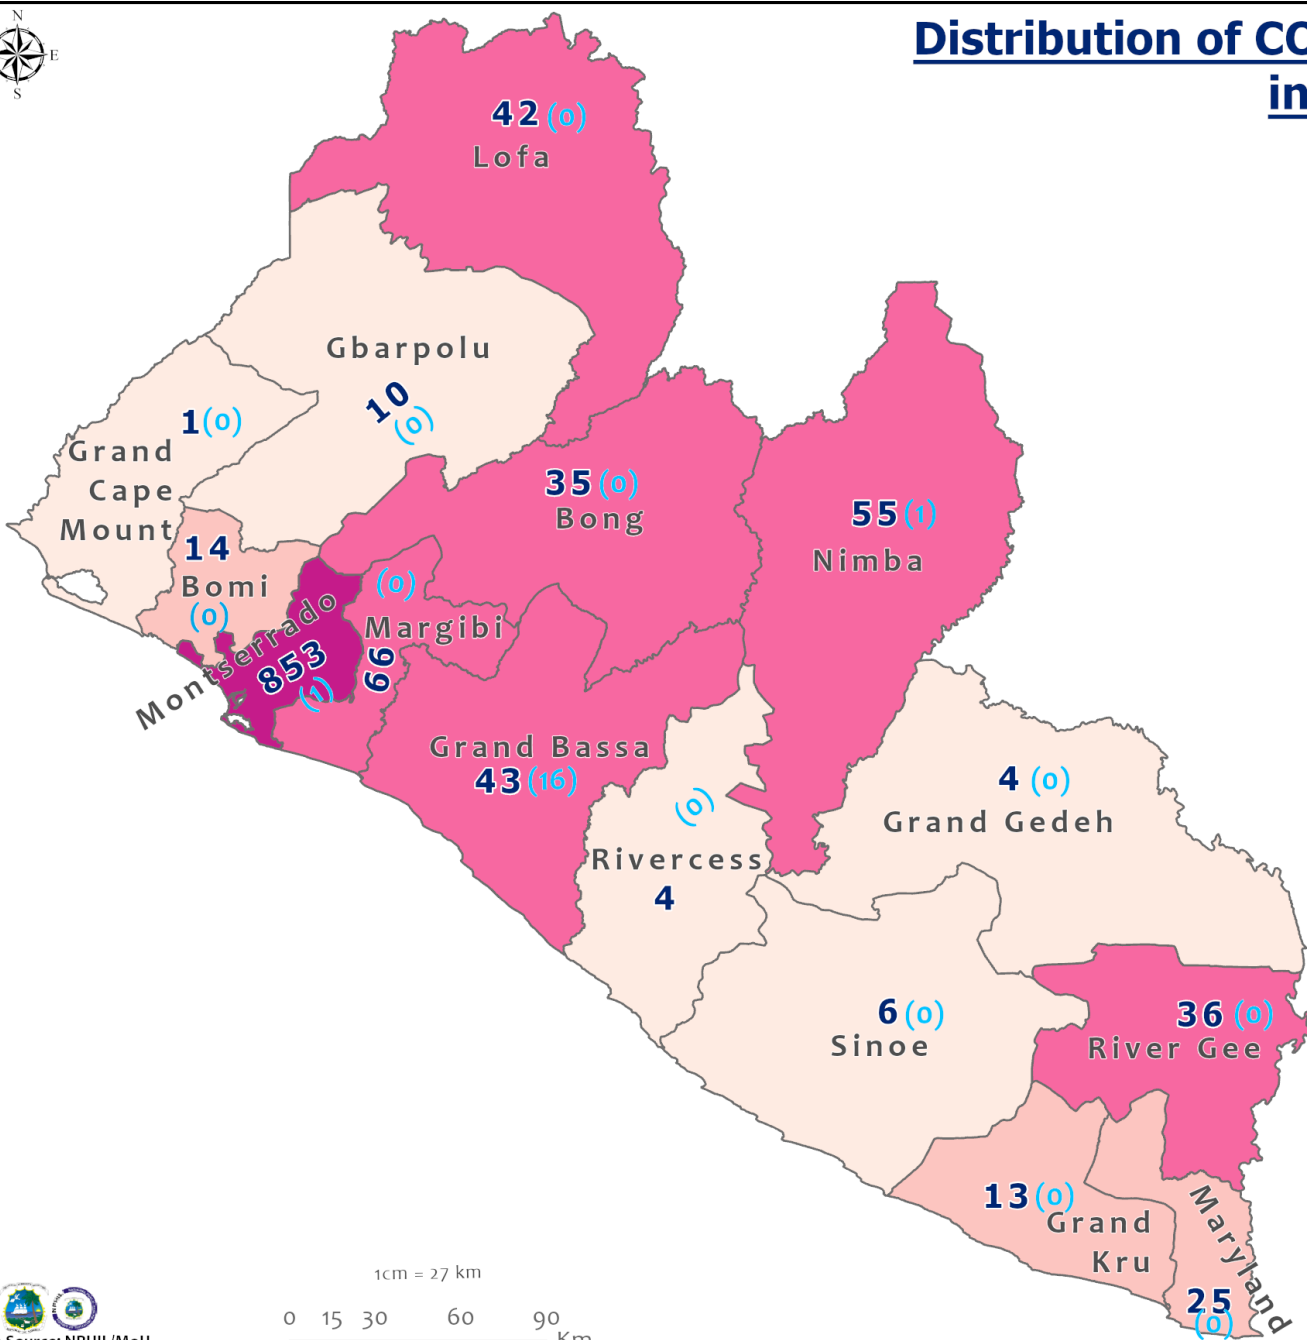 N
E
S
Distribution of CO
in
42 (0)
Lofa
Gbarpolu
10
(0)
1 (0)
Grand
Cape
Mount
35 (0)
Bong
55 (1)
Nimba
14
Bomi
(0)
(0)
Margibi
66
Montserrado
853
(1)
Grand Bassa
43 (16)
(0)
Rivercess
4
4 (0)
Grand Gedeh
6 (0)
Sinoe
36 (0)
River Gee
13 (0)
Grand
Kru
Maryland
25
(0)
1cm = 27 km
0 15 30 60 90
Km
Source: NPHIL/MoH